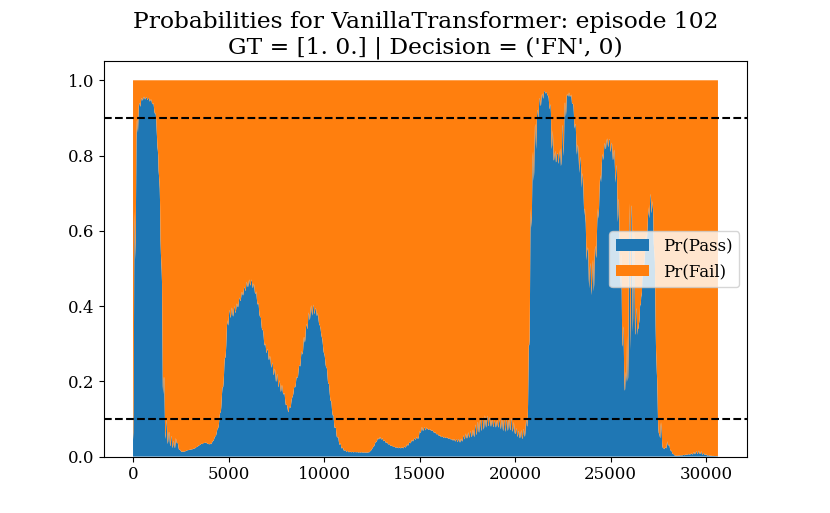 Probabilities for VanillaTransformer: episode 102
GT = [1. 0.] | Decision = ('FN', 0)
1.0
0.8
0.6
0.4
0.2
0.0
Pr(Pass)
Pr(Fail)
0 5000 10000 15000 20000 25000 30000